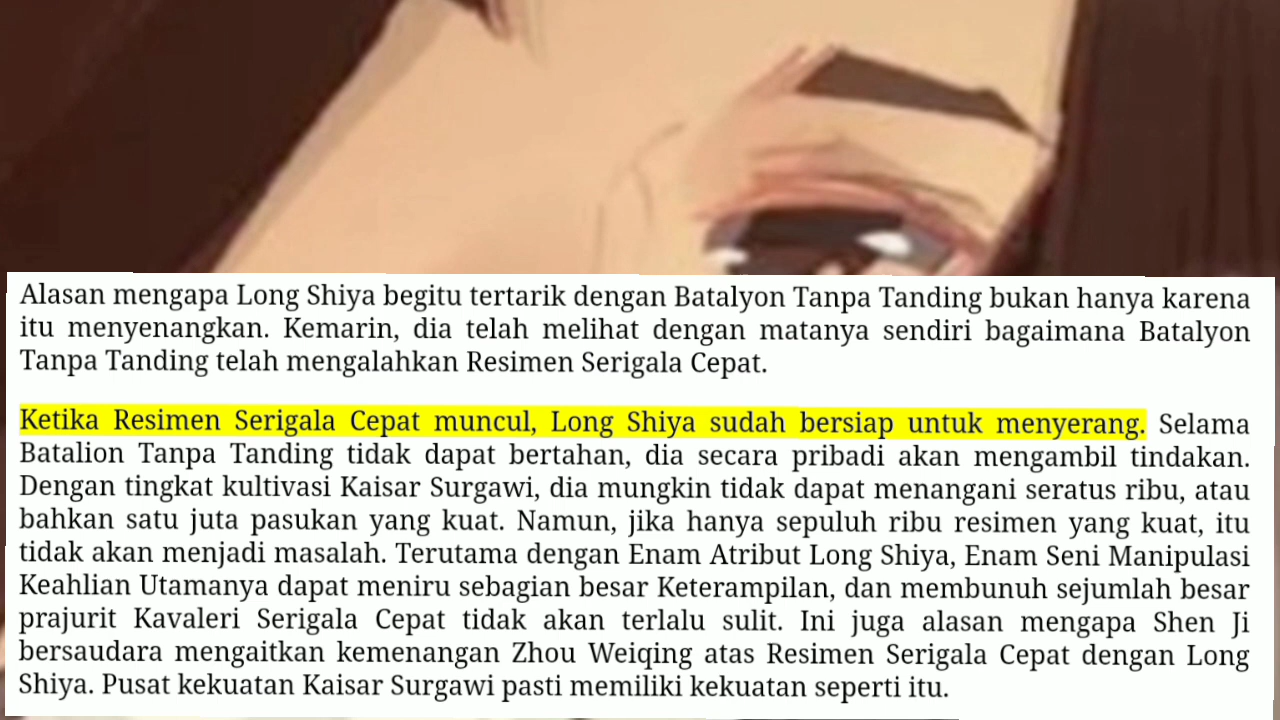 Alasan mengapa Long Shiya begitu tertarik dengan Batalyon Tanpa Tanding bukan hanya karena
itu menyenangkan. Kemarin, dia telah melihat dengan matanya sendiri bagaimana Batalyon
Tanpa Tanding telah mengalahkan Resimen Serigala Cepat.
Ketika Resimen Serigala Cepat muncul, Long Shiya sudah bersiap untuk menyerang. Selama
Batalion Tanpa Tanding tidak dapat bertahan, dia secara pribadi akan mengambil tindakan.
Dengan tingkat kultivasi Kaisar Surgawi, dia mungkin tidak dapat menangani seratus ribu, atau
bahkan satu juta pasukan yang kuat. Namun, jika hanya sepuluh ribu resimen yang kuat, itu
tidak akan menjadi masalah. Terutama dengan Enam Atribut Long Shiya, Enam Seni Manipulasi
Keahlian Utamanya dapat meniru sebagian besar Keterampilan, dan membunuh sejumlah besar
prajurit Kavaleri Serigala Cepat tidak akan terlalu sulit. Ini juga alasan mengapa Shen Ji
bersaudara mengaitkan kemenangan Zhou Weiqing atas Resimen Serigala Cepat dengan Long
Shiya. Pusat kekuatan Kaisar Surgawi pasti memiliki kekuatan seperti itu.